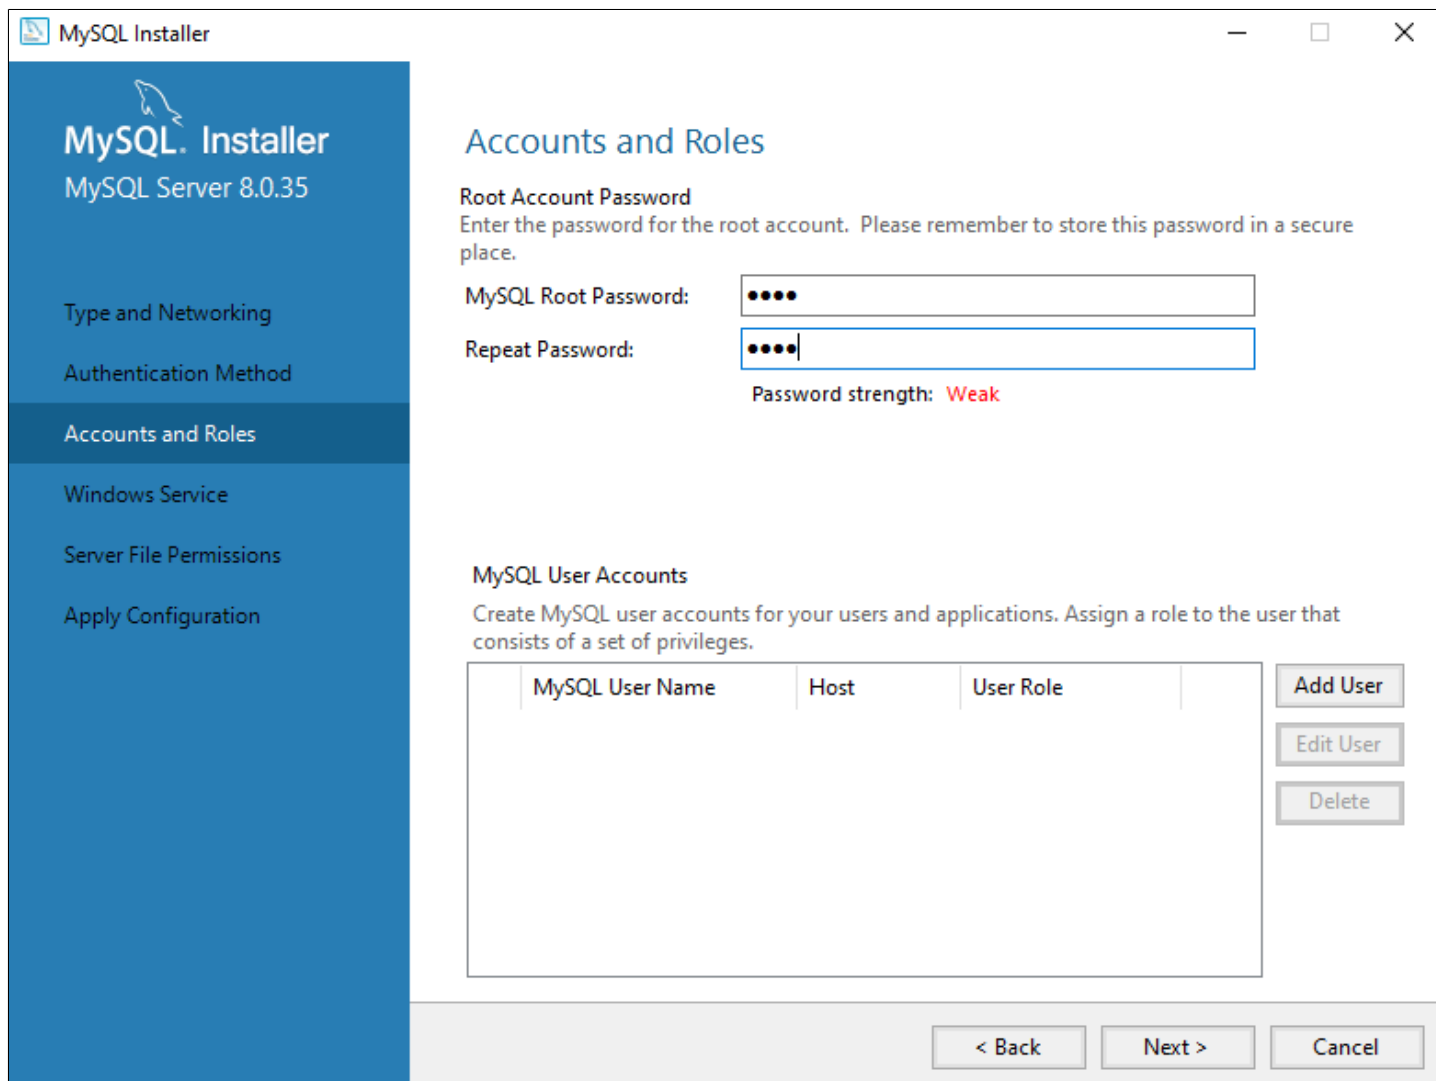 MySQL Installer
MySQL. Installer
MySQL Server 8.0.35
Type and Networking
Authentication Method
Accounts and Roles
Windows Service
Server File Permissions
Apply Configuration
Accounts and Roles
Root Account Password
Enter the password for the root account.  Please remember to store this password in a secure
place.
MySQL Root Password: ●●●●
Repeat Password: ●●●●
Password strength: Weak
MySQL User Accounts
Create MySQL user accounts for your users and applications. Assign a role to the user that
consists of a set of privileges.
MySQL User Name Host User Role
Add User
Edit User
Delete
< Back Next > Cancel